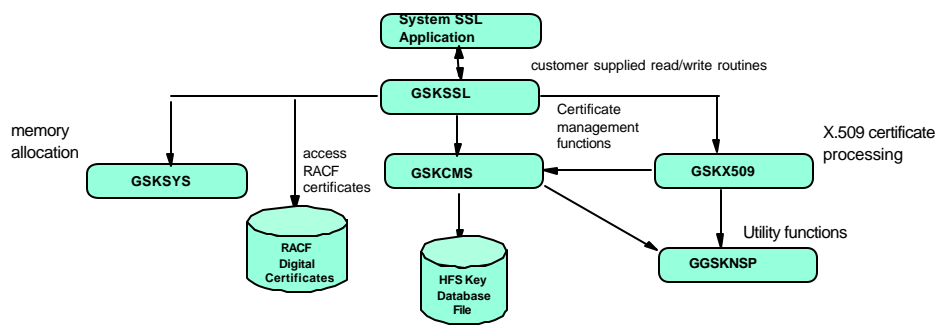 System SSL
Application
customer supplied read/write routines
GSKSSL
memory
allocation
access
RACF
certificates
Certificate
management
functions
X.509 certificate
processing
GSKSYS
GSKCMS
GSKX509
RACF
Digital
Certificates
HFS Key
Database
File
Utility functions
GGSKNSP